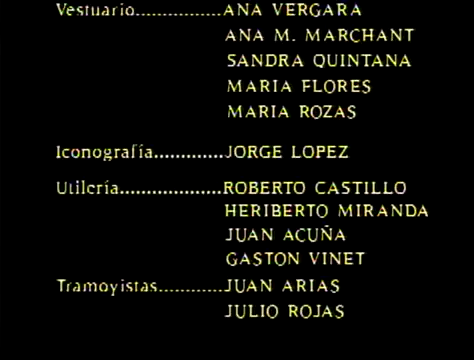 Vestuario...............ANA VERGARA
ANA M. MARCHANT
SANDRA QUINTANA
MARIA FLORES
MARIA ROZAS
Iconografía.............JORGE LOPEZ
Utilería...................ROBERTO CASTILLO
HERIBERTO MIRANDA
JUAN ACUÑA
GASTON VINET
Tramoyistas............JUAN ARIAS
JULIO ROJAS